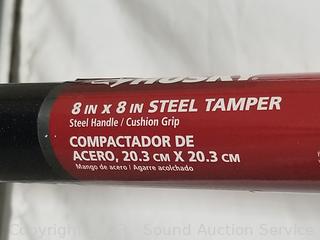 HUSKY
8 IN X 8 IN STEEL TAMPER
Steel Handle / Cushion Grip
COMPACTADOR DE
ACERO, 20.3 CM X 20.3 CM
Mango de acero / Agarre acolchado
Sound Auction Service